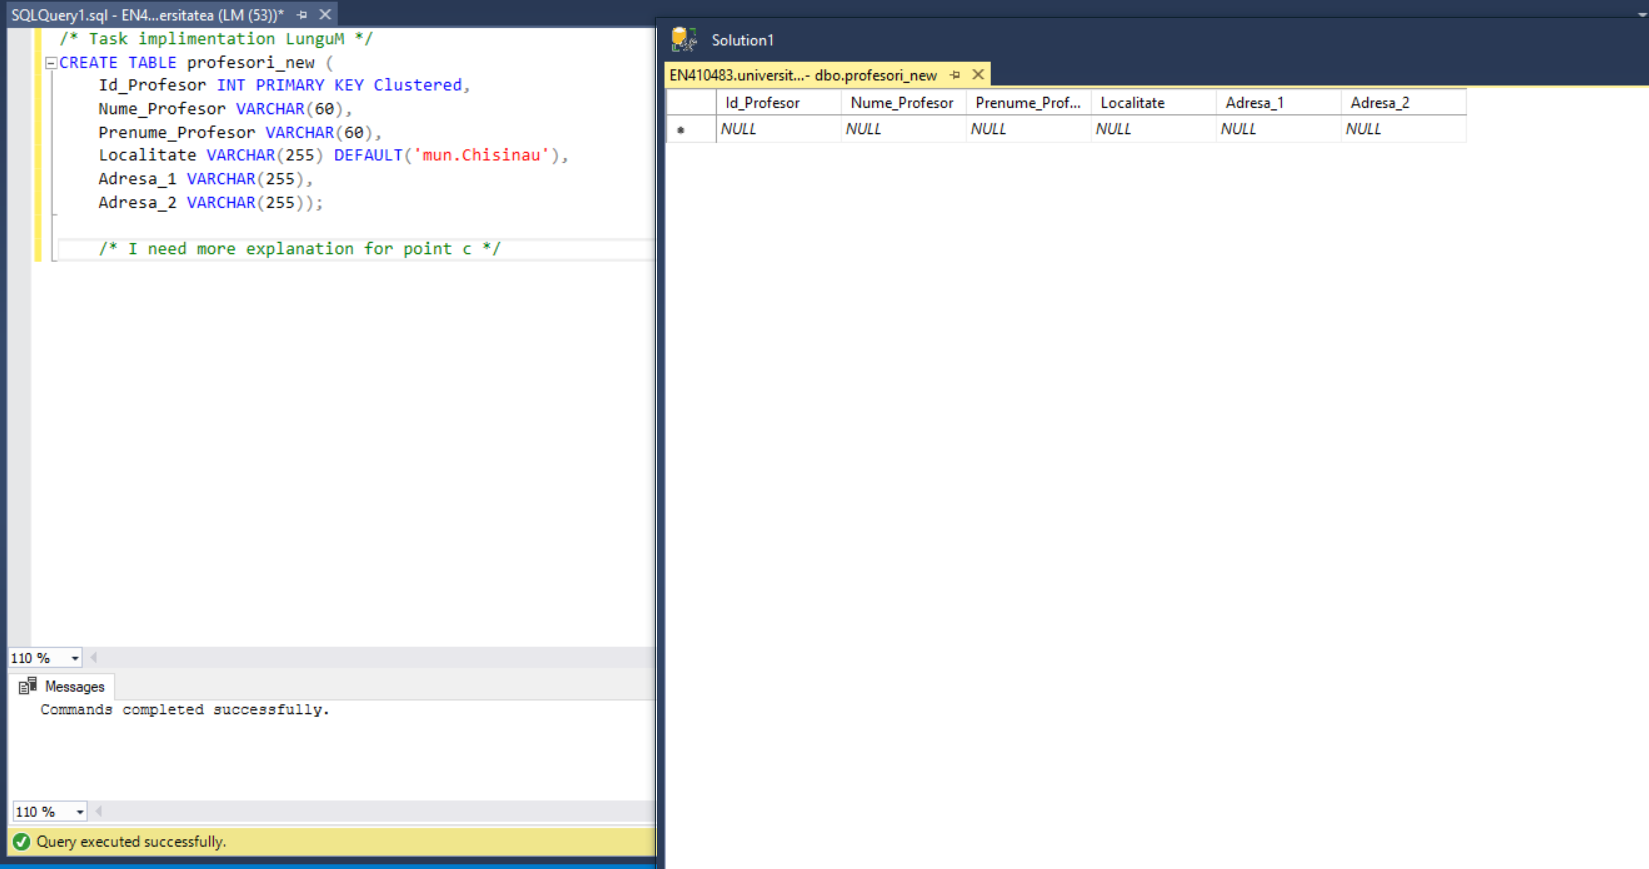 SQLQuery1.sql - EN4...ersitatea (LM (53))*
/* Task implimentation LunguM */
CREATE TABLE profesori_new (
Id_Profesor INT PRIMARY KEY Clustered,
Nume_Profesor VARCHAR(60),
Prenume_Profesor VARCHAR(60),
Localitate VARCHAR(255) DEFAULT('mun.Chisinau'),
Adresa_1 VARCHAR(255),
Adresa_2 VARCHAR(255));
/* I need more explanation for point c */
110 %
Messages
Commands completed successfully.
110 %
Query executed successfully.
Solution1
EN410483.universit...- dbo.profesori_new
Id_Profesor Nume_Profesor Prenume_Prof... Localitate Adresa_1 Adresa_2
NULL NULL NULL NULL NULL NULL